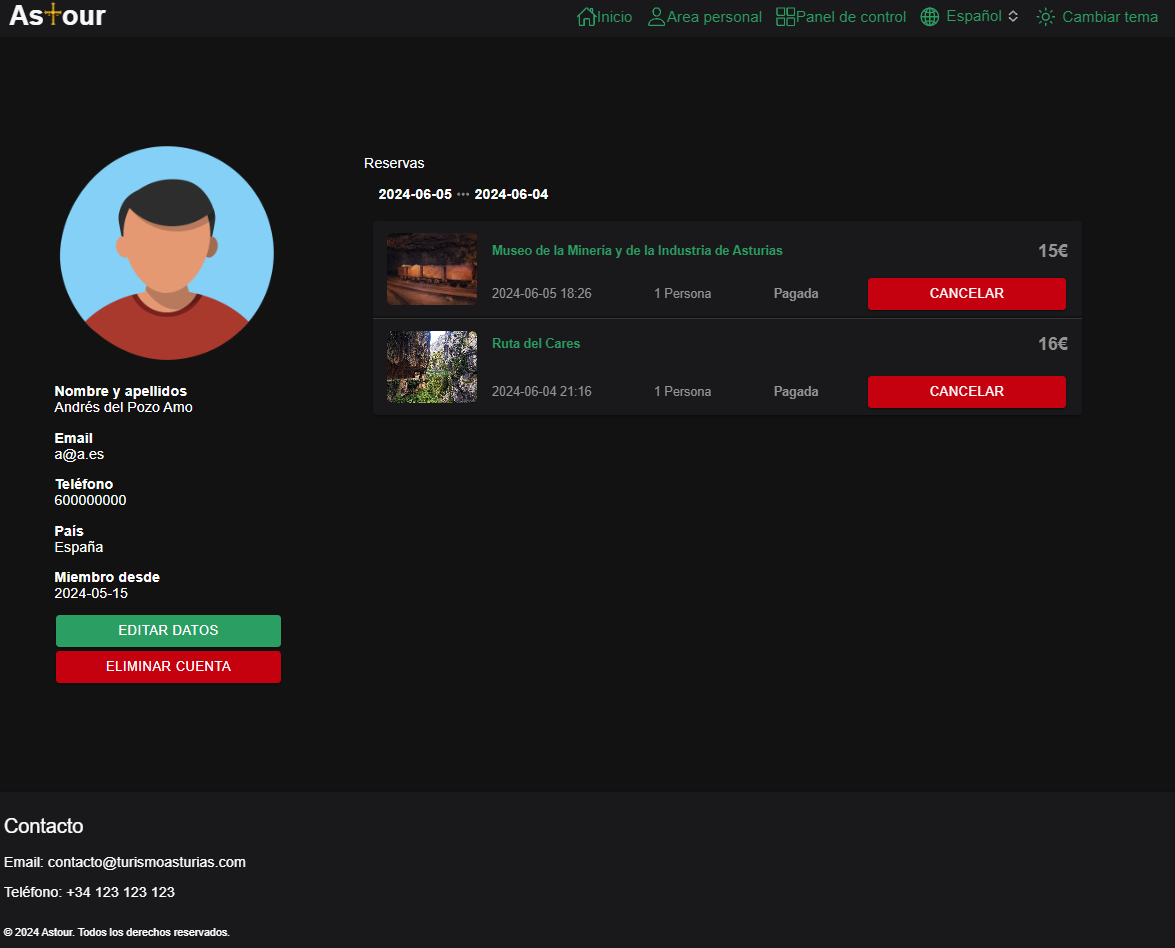 Astour
Inicio Area personal Panel de control Español Cambiar tema
Reservas
2024-06-05 ··· 2024-06-04
Museo de la Minería y de la Industria de Asturias 15€
2024-06-05 18:26 1 Persona Pagada CANCELAR
Ruta del Cares 16€
2024-06-04 21:16 1 Persona Pagada CANCELAR
Nombre y apellidos
Andrés del Pozo Amo
Email
a@a.es
Teléfono
600000000
País
España
Miembro desde
2024-05-15
EDITAR DATOS
ELIMINAR CUENTA
Contacto
Email: contacto@turismoasturias.com
Teléfono: +34 123 123 123
© 2024 Astour. Todos los derechos reservados.